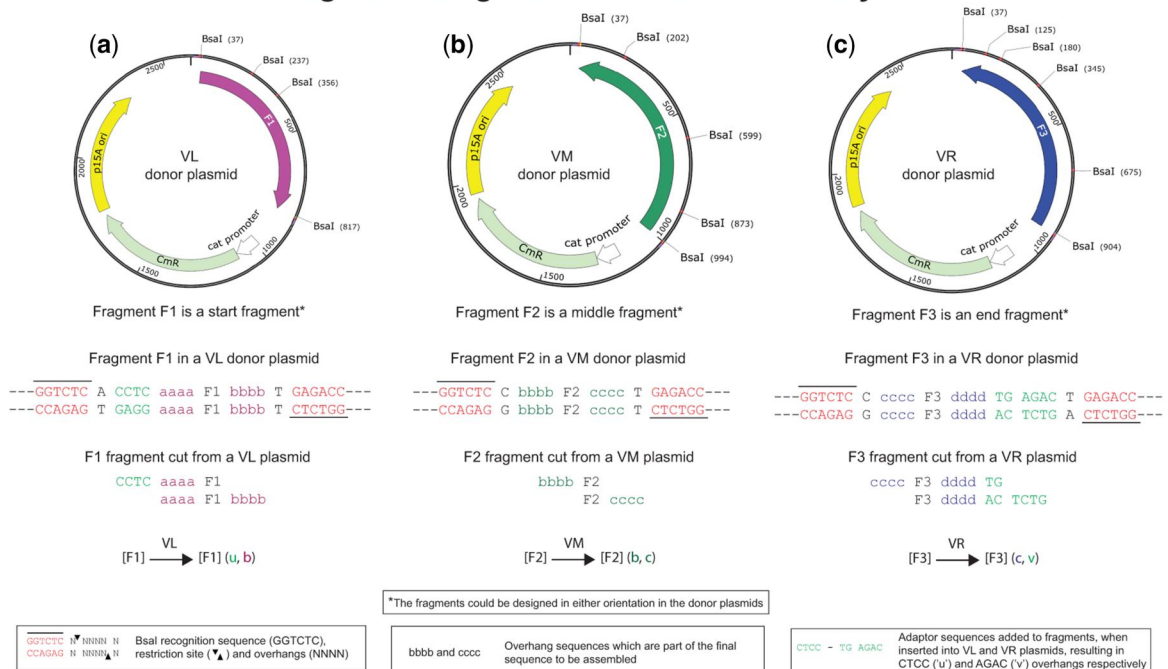 (a)
BsaI (37)
BsaI (237)
BsaI (356)
2500
500
F1
p15A ori
VL
donor plasmid
2000
BsaI (817)
cat promoter
1000
CmR
1500
Fragment F1 is a start fragment*
(b)
BsaI (37)
BsaI (202)
2500
500
F2
BsaI (599)
p15A ori
VM
donor plasmid
2000
BsaI (873)
cat promoter
1000
BsaI (994)
CmR
1500
Fragment F2 is a middle fragment*
(c)
BsaI (37)
BsaI (125)
BsaI (180)
BsaI (345)
2500
500
F3
p15A ori
VR
donor plasmid
BsaI (675)
2000
cat promoter
1000
BsaI (904)
CmR
1500
Fragment F3 is an end fragment*
Fragment F1 in a VL donor plasmid
---GGTCTC A CCTC aaaa F1 bbbb T GAGACC---
---CCAGAG T GAGG aaaa F1 bbbb T CTCTGG---
F1 fragment cut from a VL plasmid
CCTC aaaa F1
aaaa F1 bbbb
VL
[F1] [F1] (u, b)
Fragment F2 in a VM donor plasmid
---GGTCTC C bbbb F2 cccc T GAGACC---
---CCAGAG G bbbb F2 cccc T CTCTGG---
F2 fragment cut from a VM plasmid
bbbb F2
F2 cccc
VM
[F2] [F2] (b, c)
Fragment F3 in a VR donor plasmid
---GGTCTC C cccc F3 dddd TG AGAC T GAGACC---
---CCAGAG G cccc F3 dddd AC TCTG A CTCTGG---
F3 fragment cut from a VR plasmid
cccc F3 dddd TG
F3 dddd AC TCTG
VR
[F3] [F3] (c, v)
*The fragments could be designed in either orientation in the donor plasmids
GGTCTC N NNNN N
CCAGAG N NNNN N
BsaI recognition sequence (GGTCTC),
restriction site ( ) and overhangs (NNNN)
bbbb and cccc
Overhang sequences which are part of the final
sequence to be assembled
CTCC - TG AGAC
Adaptor sequences added to fragments, when
inserted into VL and VR plasmids, resulting in
CTCC ('u') and AGAC ('v') overhangs respectively